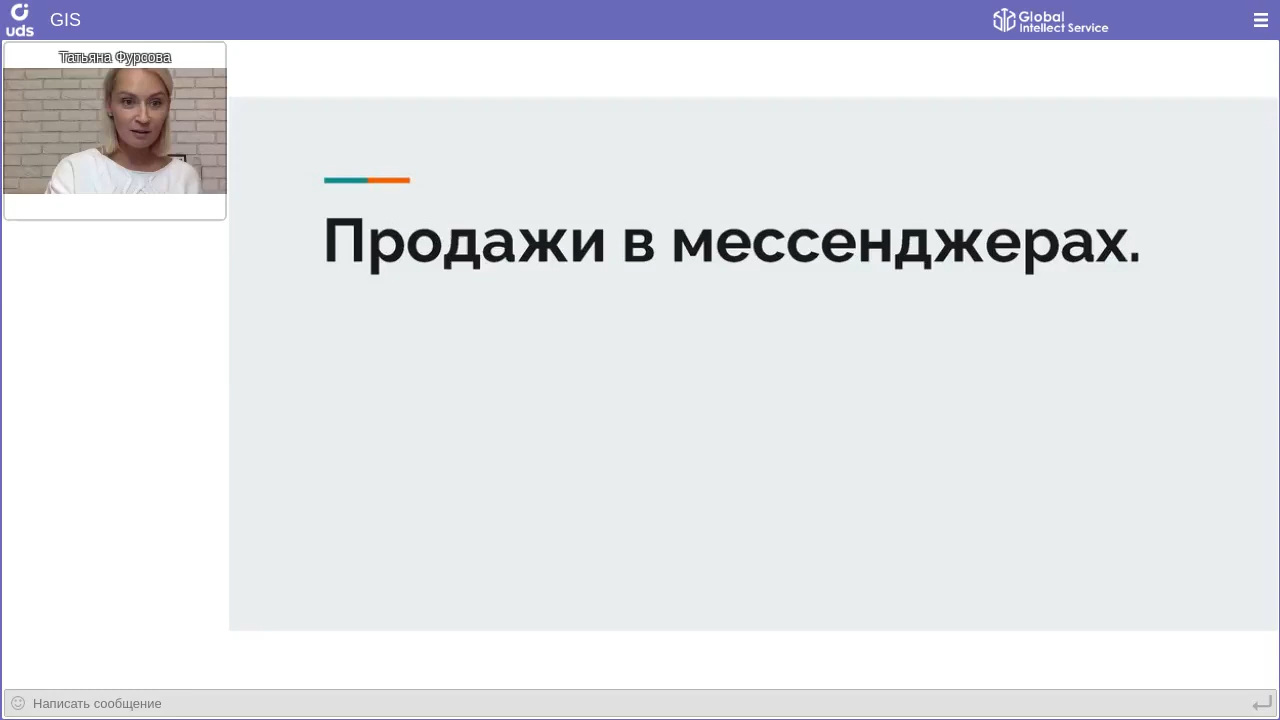 uds
GIS
Global
Intellect Service
Татьяна Фурсова
Продажи в мессенджерах.
Написать сообщение